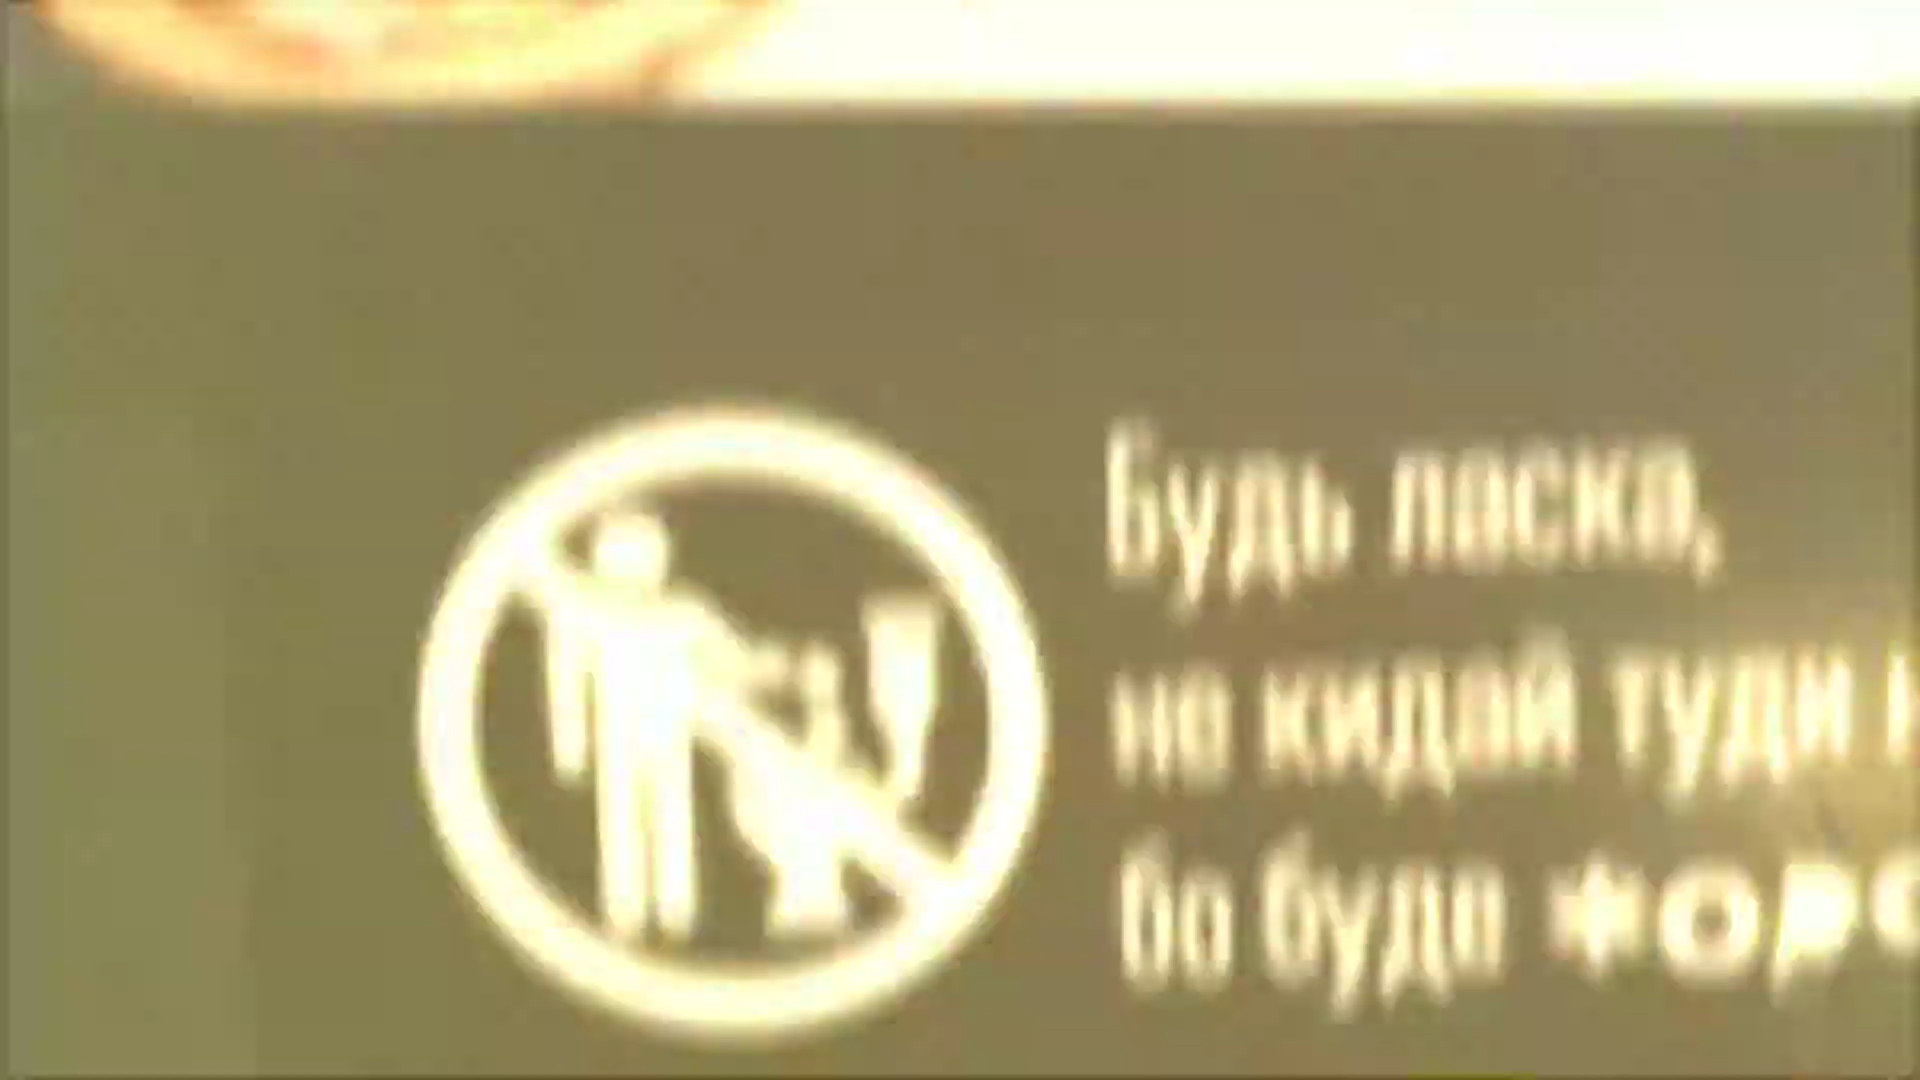 Будь ласка,
не кидай туди
бо буде